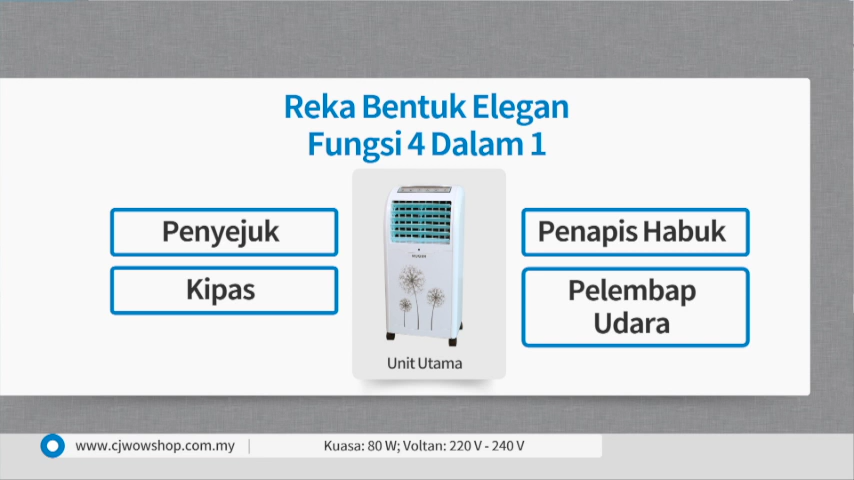 Reka Bentuk Elegan
Fungsi 4 Dalam 1
Penyejuk
Kipas
Penapis Habuk
Pelembap
Udara
Unit Utama
www.cjwowshop.com.my
Kuasa: 80 W; Voltan: 220 V - 240 V